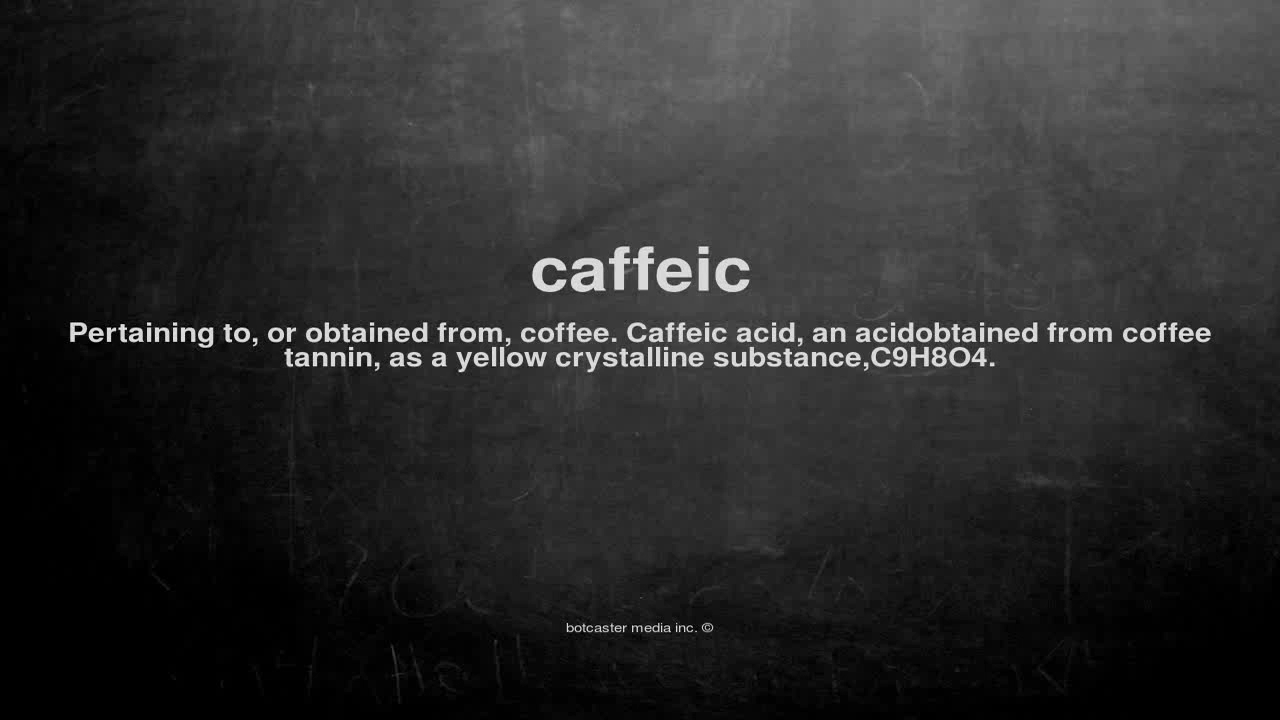 caffeic
Pertaining to, or obtained from, coffee. Caffeic acid, an acidobtained from coffee
tannin, as a yellow crystalline substance,C9H8O4.
botcaster media inc. ©